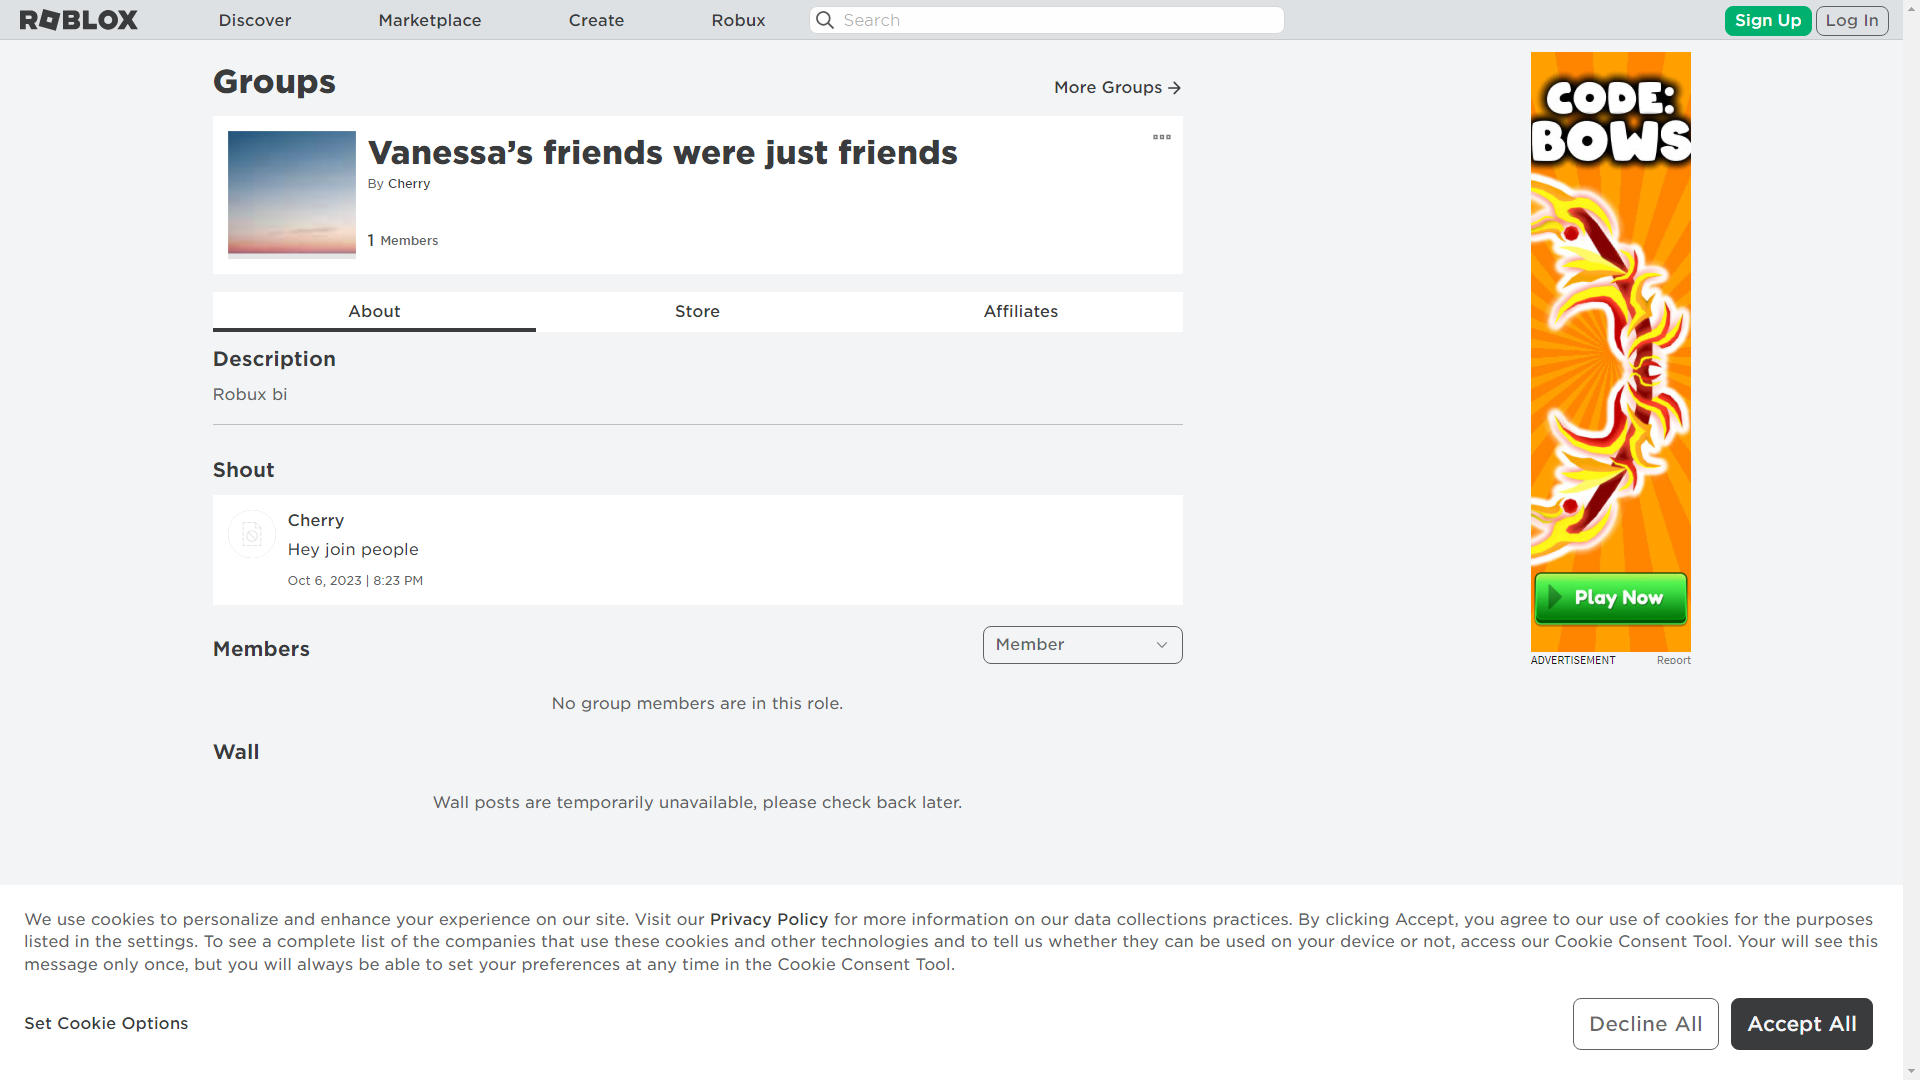 ROBLOX
Discover
Marketplace
Create
Robux
Search
Sign Up
Log In
Groups
More Groups
Vanessa’s friends were just friends
By Cherry
1 Members
About
Store
Affiliates
Description
Robux bi
Shout
Cherry
Hey join people
Oct 6, 2023 | 8:23 PM
Members
Member
No group members are in this role.
Wall
Wall posts are temporarily unavailable, please check back later.
CODE:
BOWS
Play Now
ADVERTISEMENT
Report
We use cookies to personalize and enhance your experience on our site. Visit our Privacy Policy for more information on our data collections practices. By clicking Accept, you agree to our use of cookies for the purposes
listed in the settings. To see a complete list of the companies that use these cookies and other technologies and to tell us whether they can be used on your device or not, access our Cookie Consent Tool. Your will see this
message only once, but you will always be able to set your preferences at any time in the Cookie Consent Tool.
Set Cookie Options
Decline All
Accept All